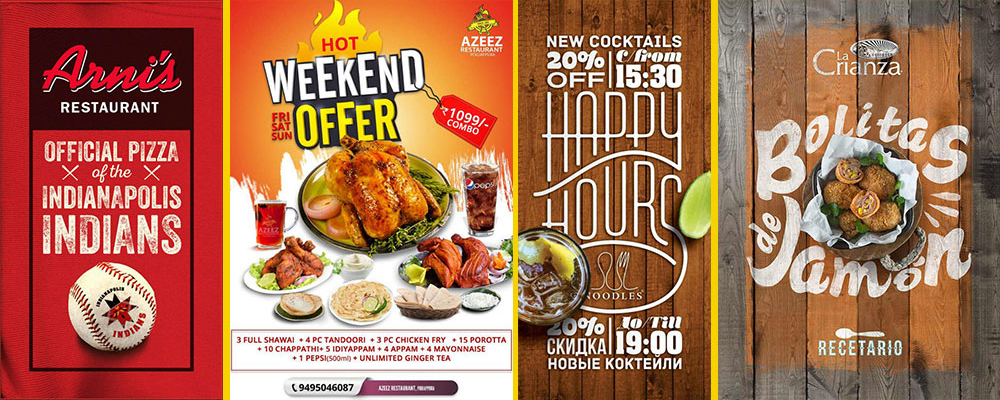 Arni's
RESTAURANT
OFFICIAL PIZZA
of the
INDIANAPOLIS
INDIANS
INDIANAPOLIS
INDIANS
AZEEZ
RESTAURANT
HOT
WEEKEND
OFFER
FRI
SAT
SUN
₹1099/-
COMBO
pepsi
AZEEZ
3 FULL SHAWAI + 4 PC TANDOORI + 3 PC CHICKEN FRY + 15 POROTTA
+ 10 CHAPPATHI+ 5 IDIYAPPAM + 4 APPAM + 4 MAYONNAISE
+ 1 PEPSI(500ml) + UNLIMITED GINGER TEA
9495046087
AZEEZ RESTAURANT,
NEW COCKTAILS
20% c/from
OFF 15:30
HAPPY
HOURS
NOODLES
20% to/Till
СКИДКА 19:00
НОВЫЕ КОКТЕЙЛИ
La
Crianza
Bolitas
de
Jamón
RECETARIO